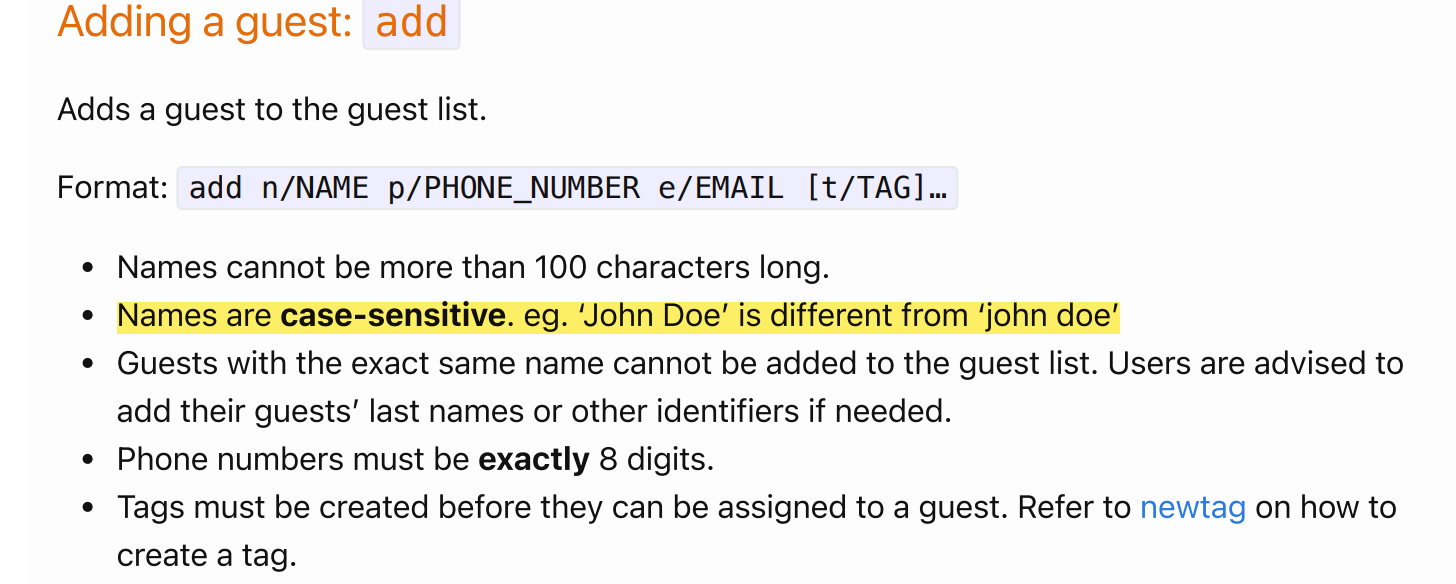 Adding a guest: add
Adds a guest to the guest list.
Format: add n/NAME p/PHONE_NUMBER e/EMAIL [t/TAG]…
• Names cannot be more than 100 characters long.
• Names are case-sensitive. eg. ‘John Doe’ is different from ‘john doe’
• Guests with the exact same name cannot be added to the guest list. Users are advised to
add their guests’ last names or other identifiers if needed.
• Phone numbers must be exactly 8 digits.
• Tags must be created before they can be assigned to a guest. Refer to newtag on how to
create a tag.